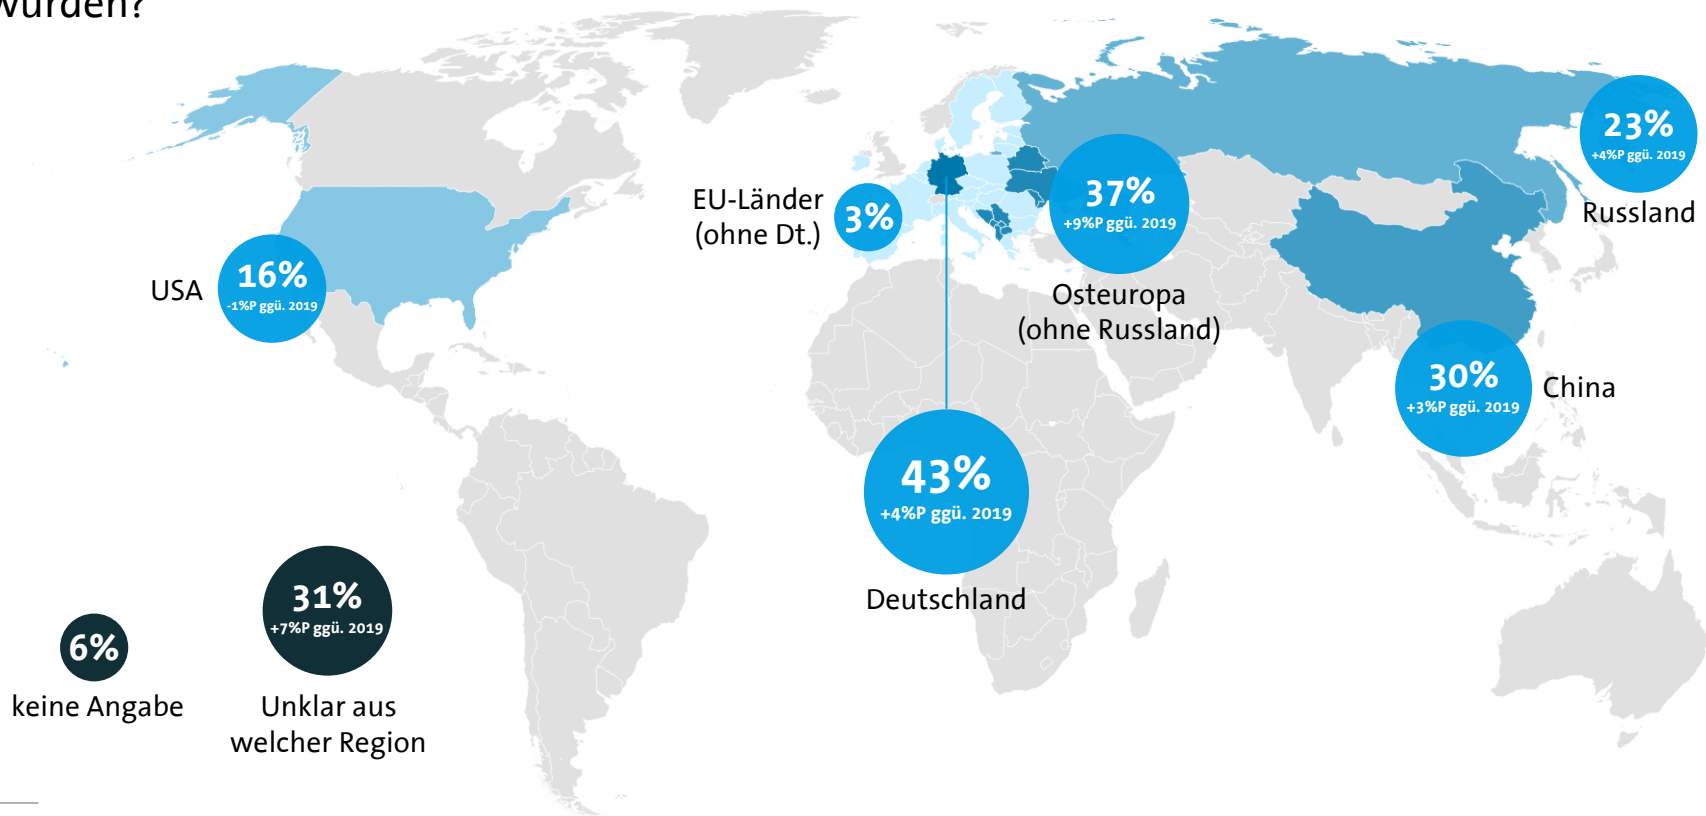 würden?
23%
+4%P ggü. 2019
Russland
EU-Länder
(ohne Dt.)
3%
37%
+9%P ggü. 2019
Osteuropa
(ohne Russland)
USA
16%
-1%P ggü. 2019
30%
+3%P ggü. 2019
China
43%
+4%P ggü. 2019
Deutschland
31%
+7%P ggü. 2019
Unklar aus
welcher Region
6%
keine Angabe